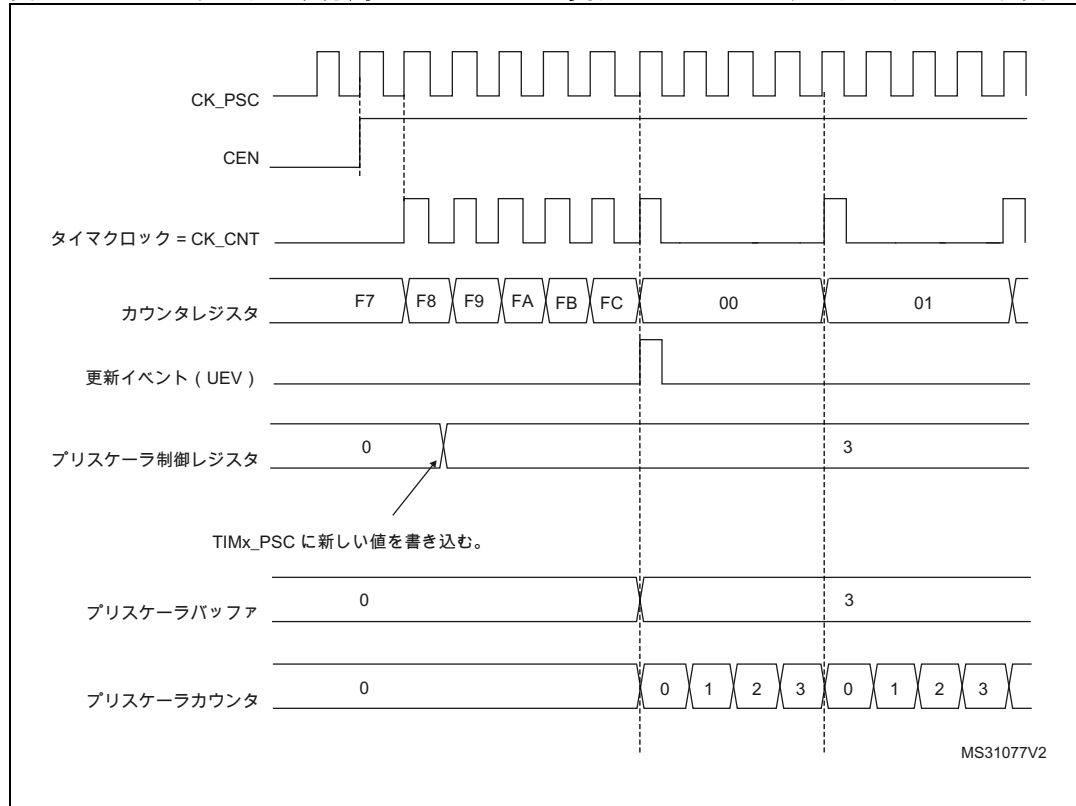 CK_PSC
CEN
タイマクロック = CK_CNT
カウンタレジスタ F7 F8 F9 FA FB FC 00 01
更新イベント ( UEV )
プリスケーラ制御レジスタ 0 3
TIMx_PSC に新しい値を書き込む。
プリスケーラバッファ 0 3
プリスケーラカウンタ 0 0 1 2 3 0 1 2 3
MS31077V2